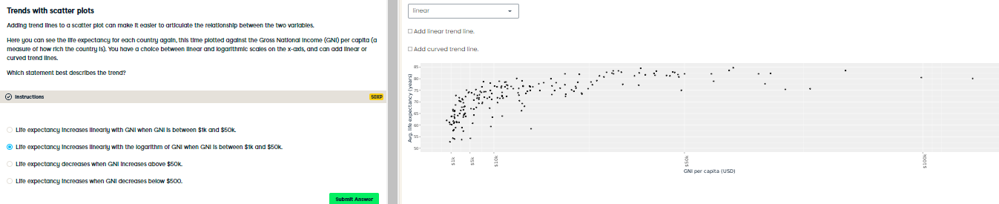 Trends with scatter plots
Adding trend lines to a scatter plot can make it easier to articulate the relationship between the two variables.
Here you can see the life expectancy for each country again, this time plotted against the Gross National Income (GNI) per capita (a
measure of how rich the country is). You have a choice between linear and logarithmic scales on the x-axis, and can add linear or
curved trend lines.
Which statement best describes the trend?
Instructions
50XP
Life expectancy increases linearly with GNI when GNI is between $1k and $50k.
Life expectancy increases linearly with the logarithm of GNI when GNI is between $1k and $50k.
Life expectancy decreases when GNI increases above $50k.
Life expectancy increases when GNI decreases below $500.
Submit Answer
linear
Add linear trend line.
Add curved trend line.
Avg. life expectancy (years)
85
80
75
70
65
60
55
50
$1k
$5k
$10k
$50k
$100k
GNI per capita (USD)